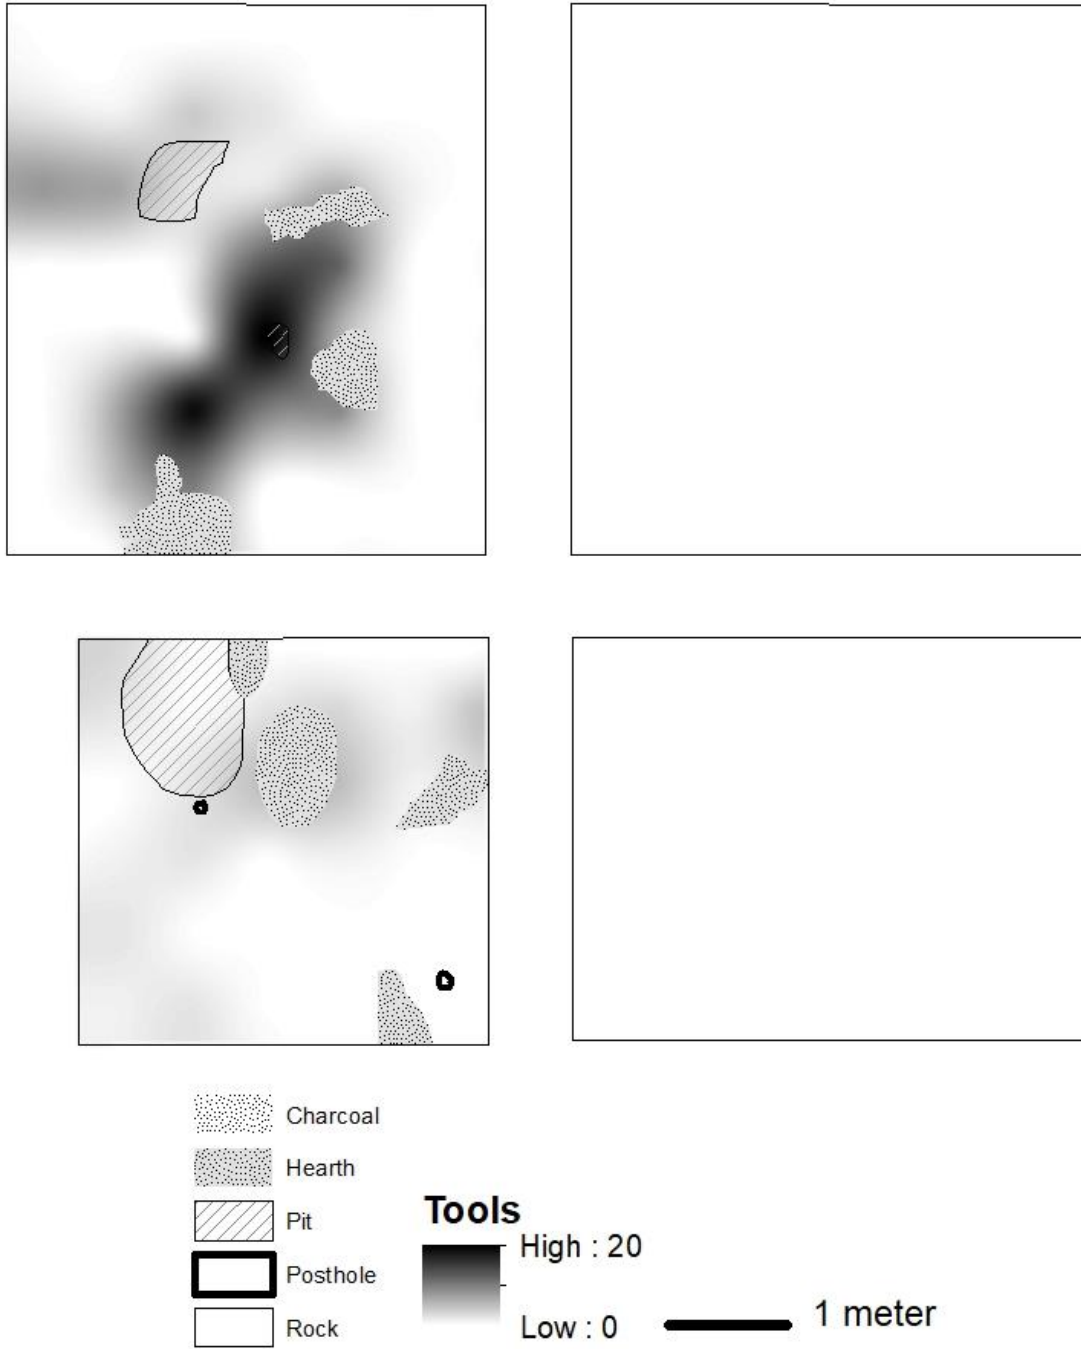 Charcoal
Hearth
Pit
Posthole
Rock
Tools
High : 20
Low : 0
1 meter